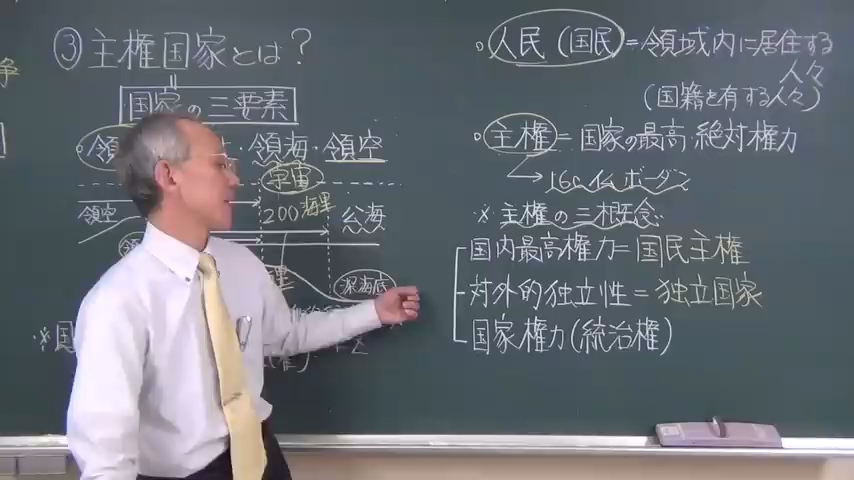 争
③主権国家とは?
国家の三要素
。領 ・領海・領空
宇宙
領空
200海里
公海
領
里
深海底
※国
。人民(国民)=領域内に居住する
人々
(国籍を有する人々)
。主権=国家の最高・絶対権力
→16c仏ボーダン
※主権の三概念
国内最高権力=国民主権
対外的独立性=独立国家
国家権力(統治権)